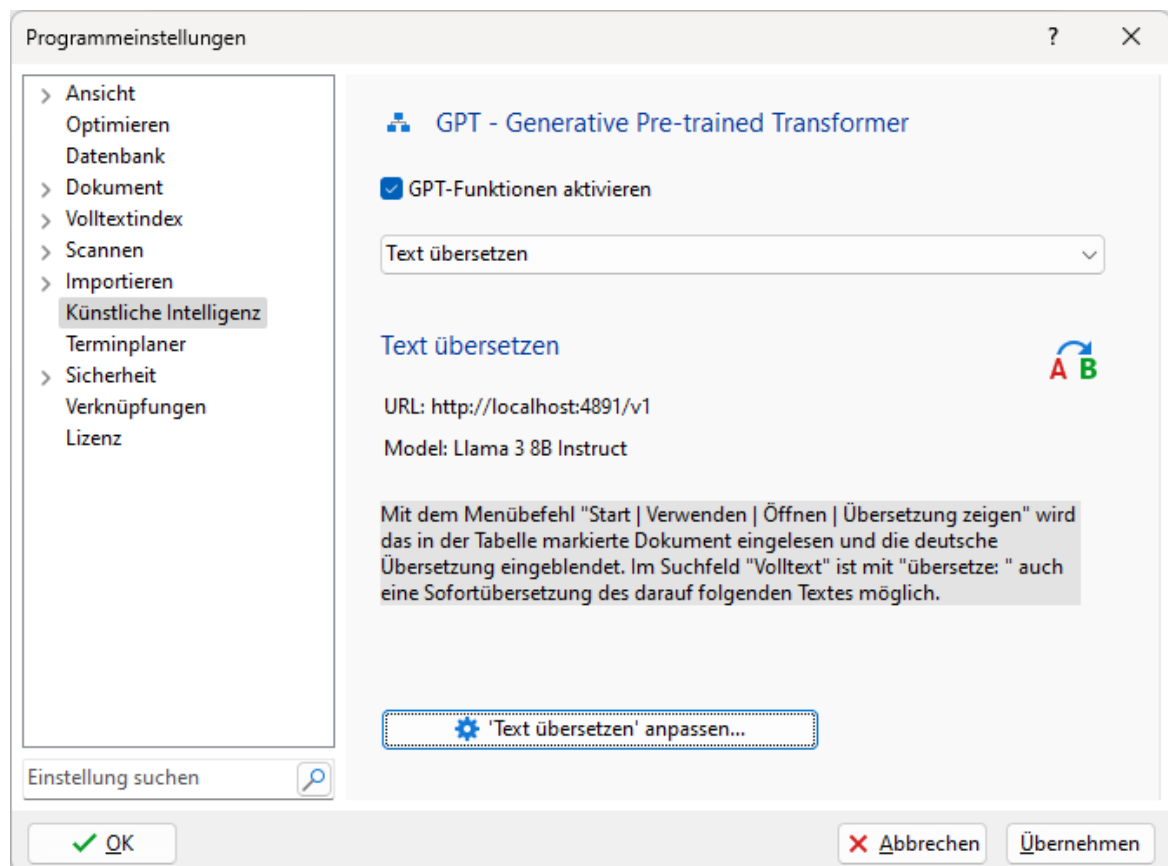 Programmeinstellungen
?
Ansicht
Optimieren
Datenbank
Dokument
Volltextindex
Scannen
Importieren
Künstliche Intelligenz
Terminplaner
Sicherheit
Verknüpfungen
Lizenz
Einstellung suchen
GPT - Generative Pre-trained Transformer
GPT-Funktionen aktivieren
Text übersetzen
Text übersetzen
A B
URL: http://localhost:4891/v1
Model: Llama 3 8B Instruct
Mit dem Menübefehl "Start | Verwenden | Öffnen | Übersetzung zeigen" wird
das in der Tabelle markierte Dokument eingelesen und die deutsche
Übersetzung eingeblendet. Im Suchfeld "Volltext" ist mit "übersetze: " auch
eine Sofortübersetzung des darauf folgenden Textes möglich.
'Text übersetzen' anpassen...
OK
Abbrechen
Übernehmen